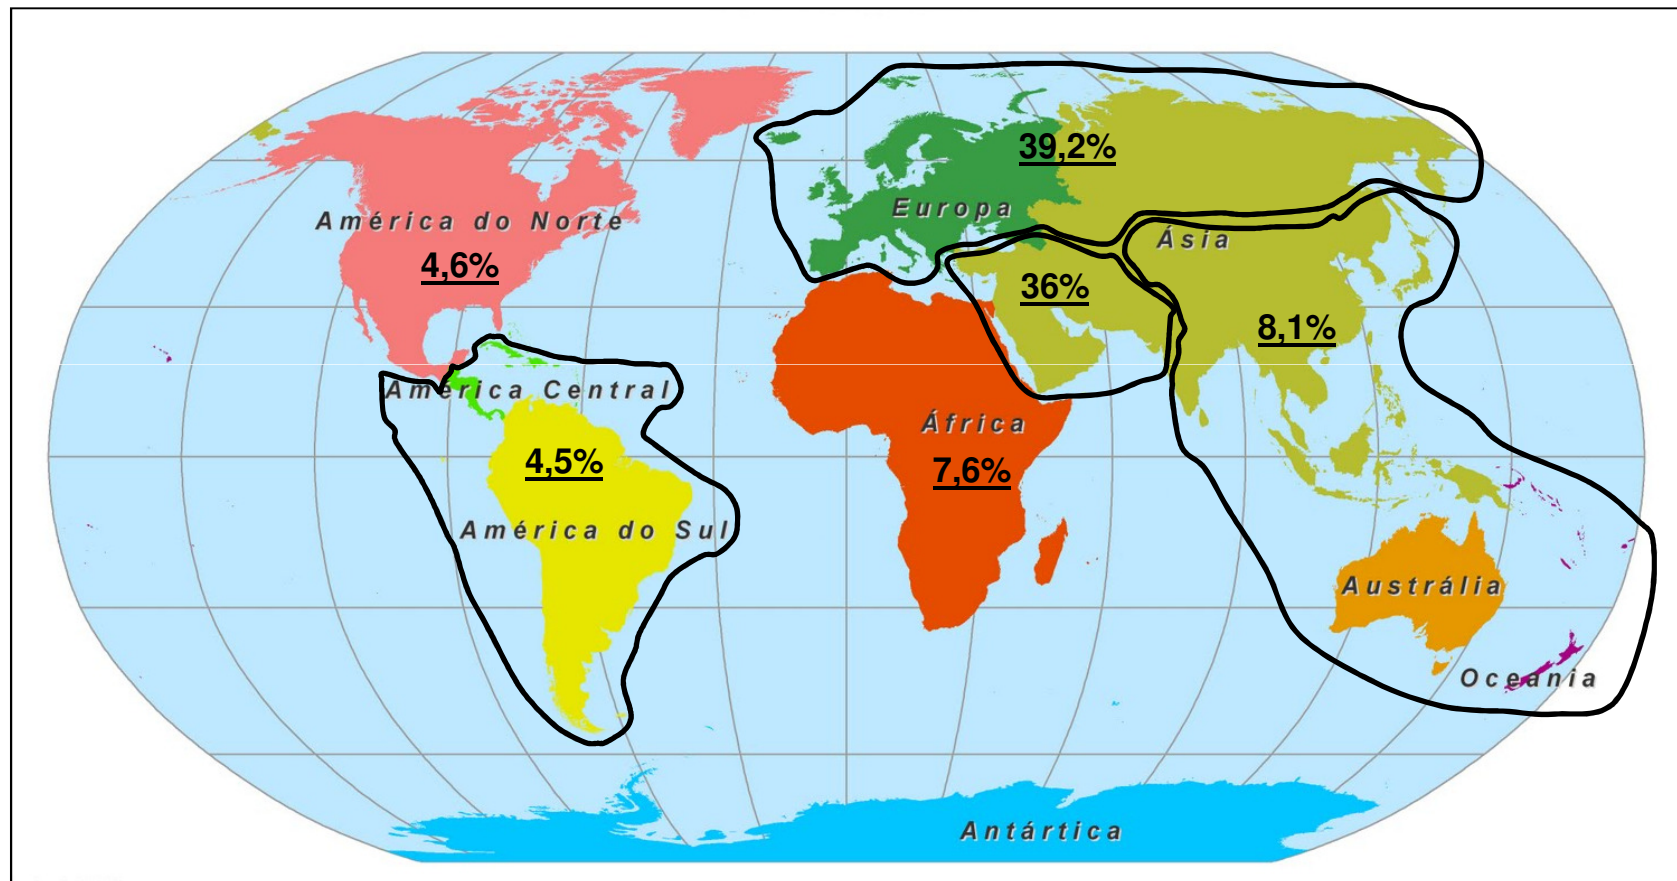 39,2%
Europa
América do Norte
Ásia
4,6%
36%
8,1%
América Central
África
4,5%
7,6%
América do Sul
Austrália
Oceania
Antártica